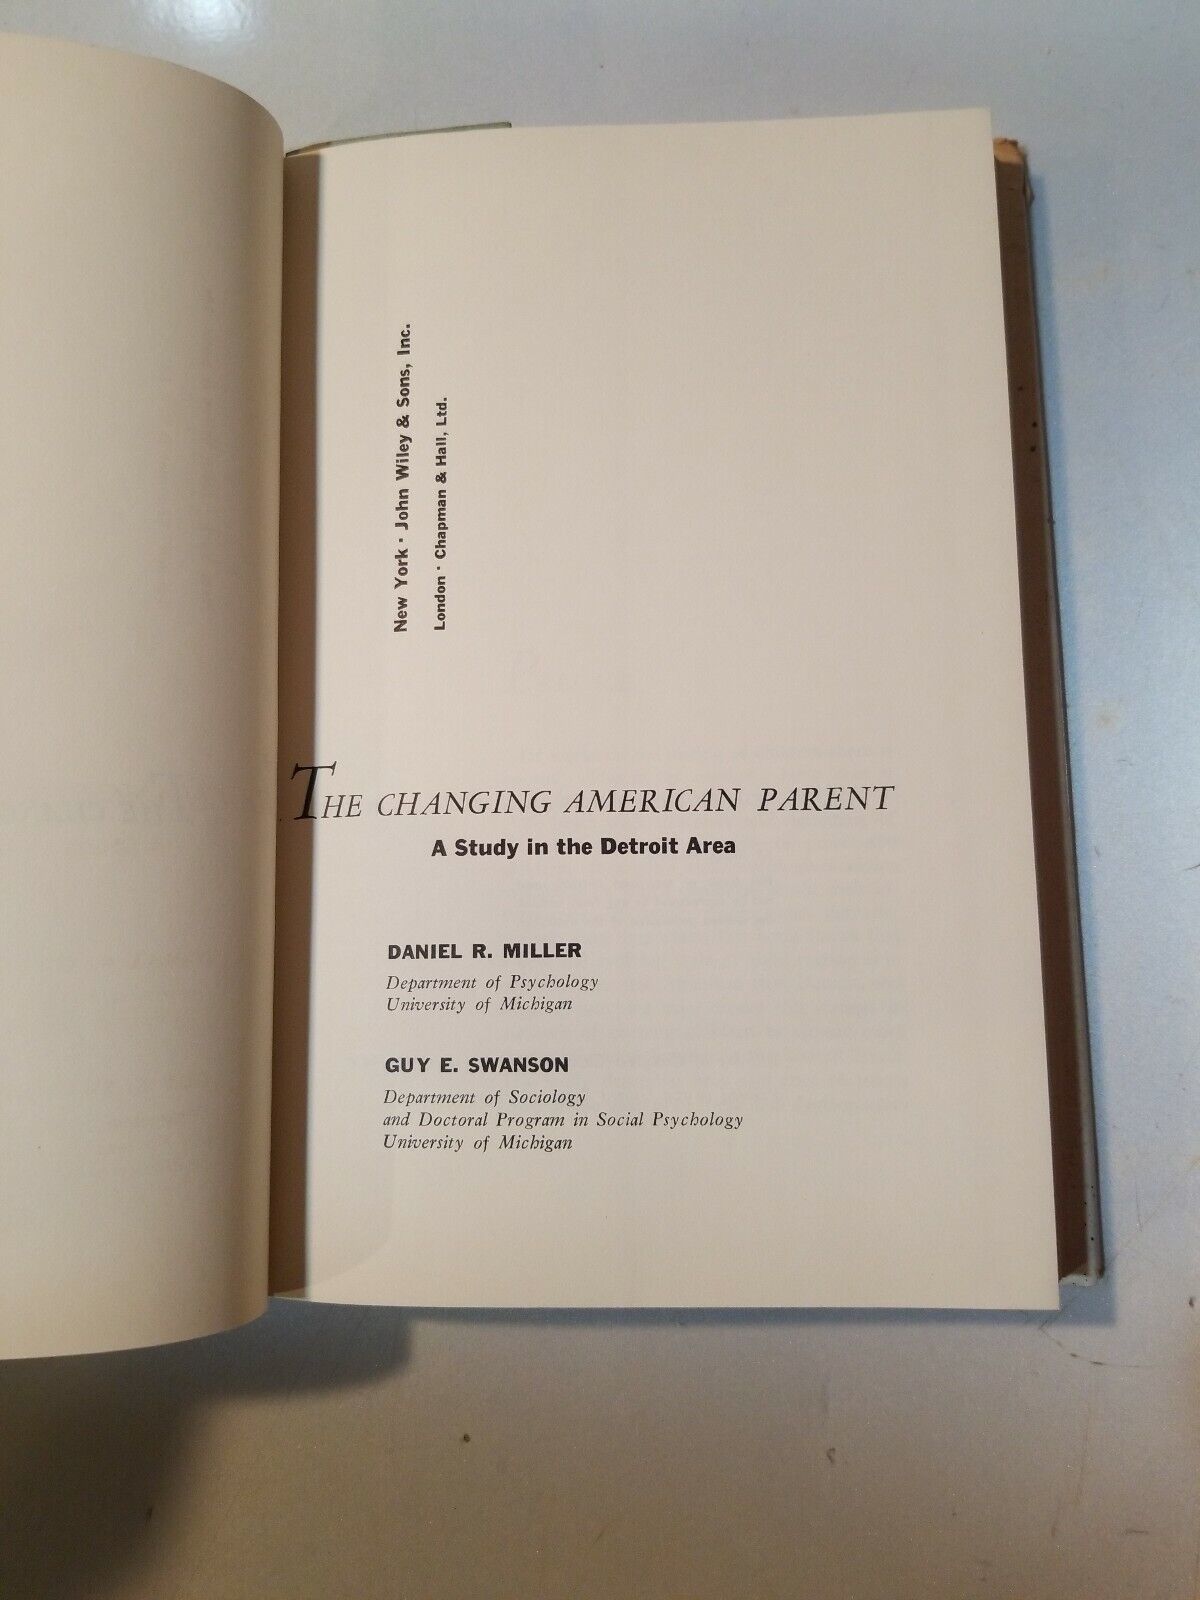 New York · John Wiley & Sons, Inc.
London · Chapman & Hall, Ltd.
THE CHANGING AMERICAN PARENT
A Study in the Detroit Area
DANIEL R. MILLER
Department of Psychology
University of Michigan
GUY E. SWANSON
Department of Sociology
and Doctoral Program in Social Psychology
University of Michigan